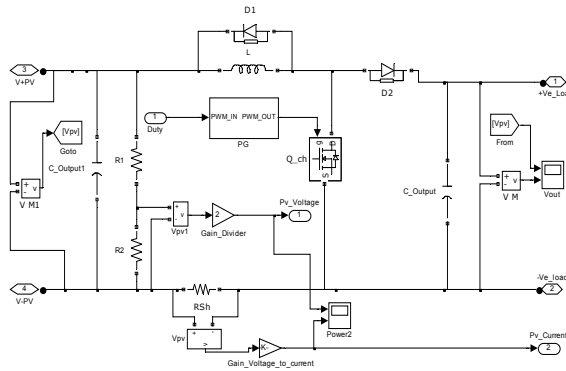 D1
3
V+PV
L
D2
1
+Ve_Loa
[Vpv]
Goto
1
Duty
PWM_IN PWM_OUT
PG
[Vpv]
From
R1
C_Output1
g
D
Q_ch
S
+
-
v
V M1
C_Output
+
-
v
V M
Vout
+
-
v
Vpv1
2
Gain_Divider
Pv_Voltage
1
R2
4
V-PV
RSh
-Ve_load
2
Power2
+
-
v
Vpv
-K-
Gain_Voltage_to_current
Pv_Current
2